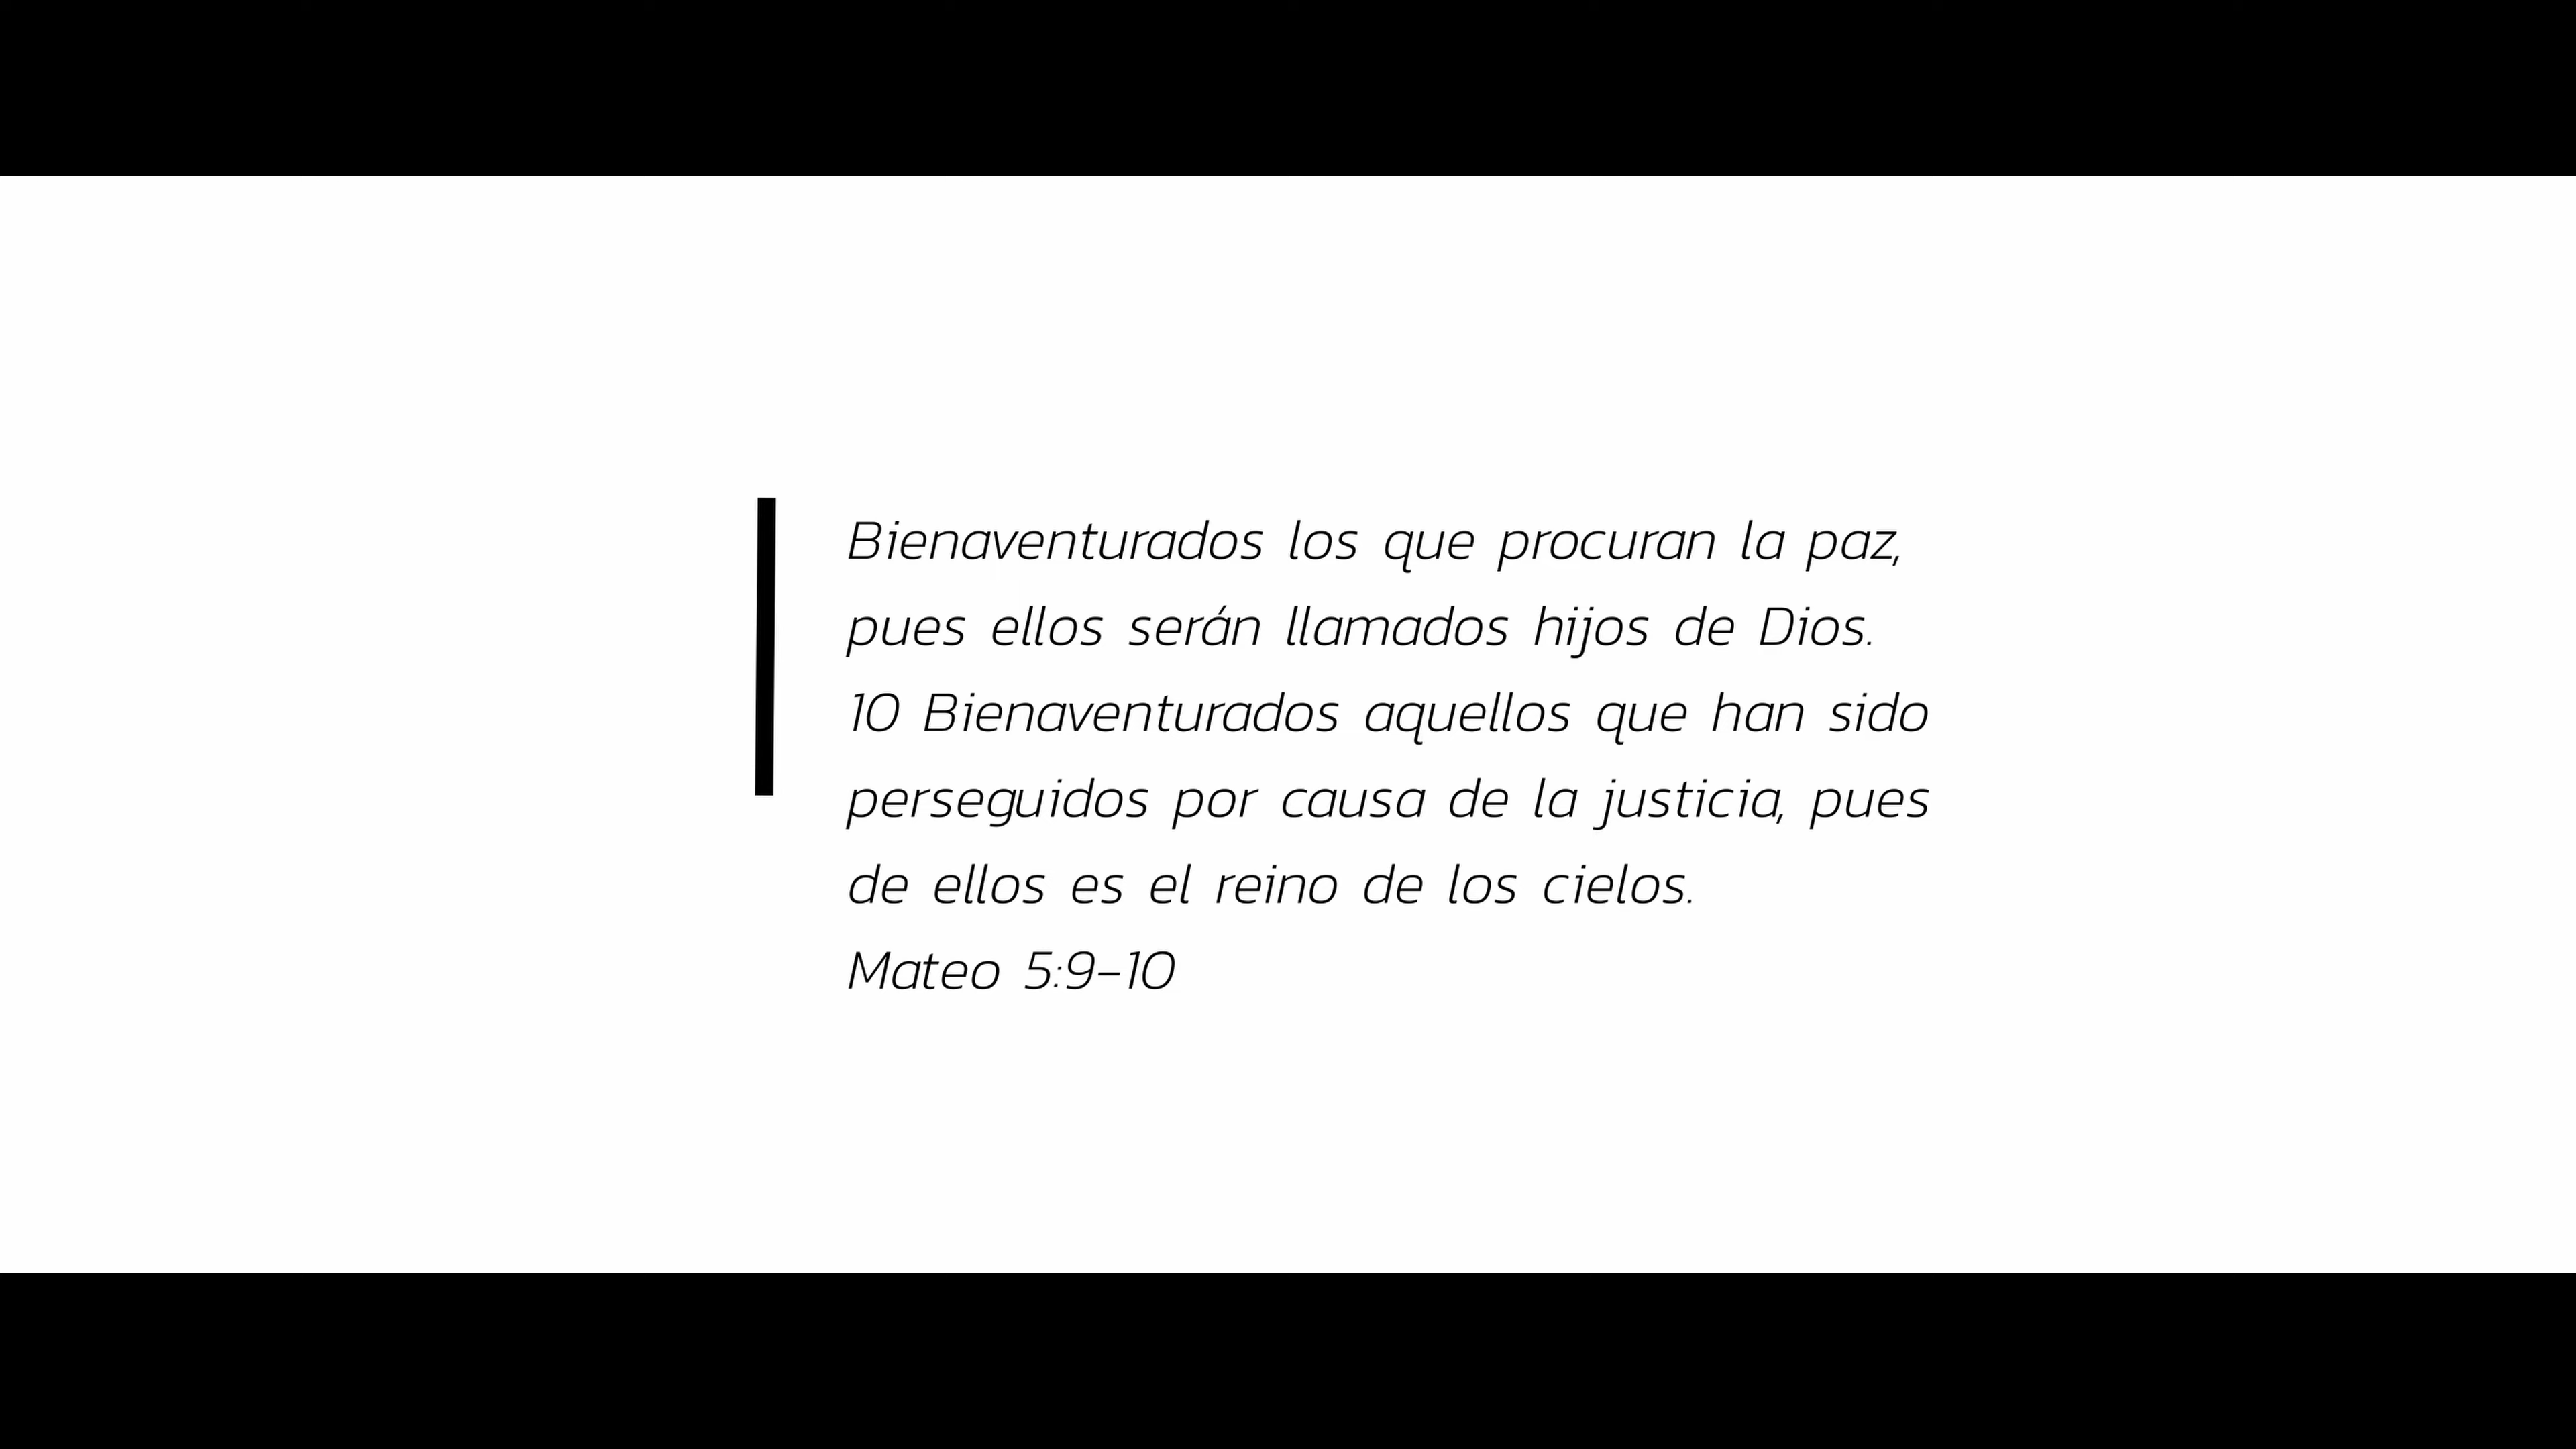 Bienaventurados los que procuran la paz,
pues ellos serán llamados hijos de Dios.
10 Bienaventurados aquellos que han sido
perseguidos por causa de la justicia, pues
de ellos es el reino de los cielos.
Mateo 5:9-10